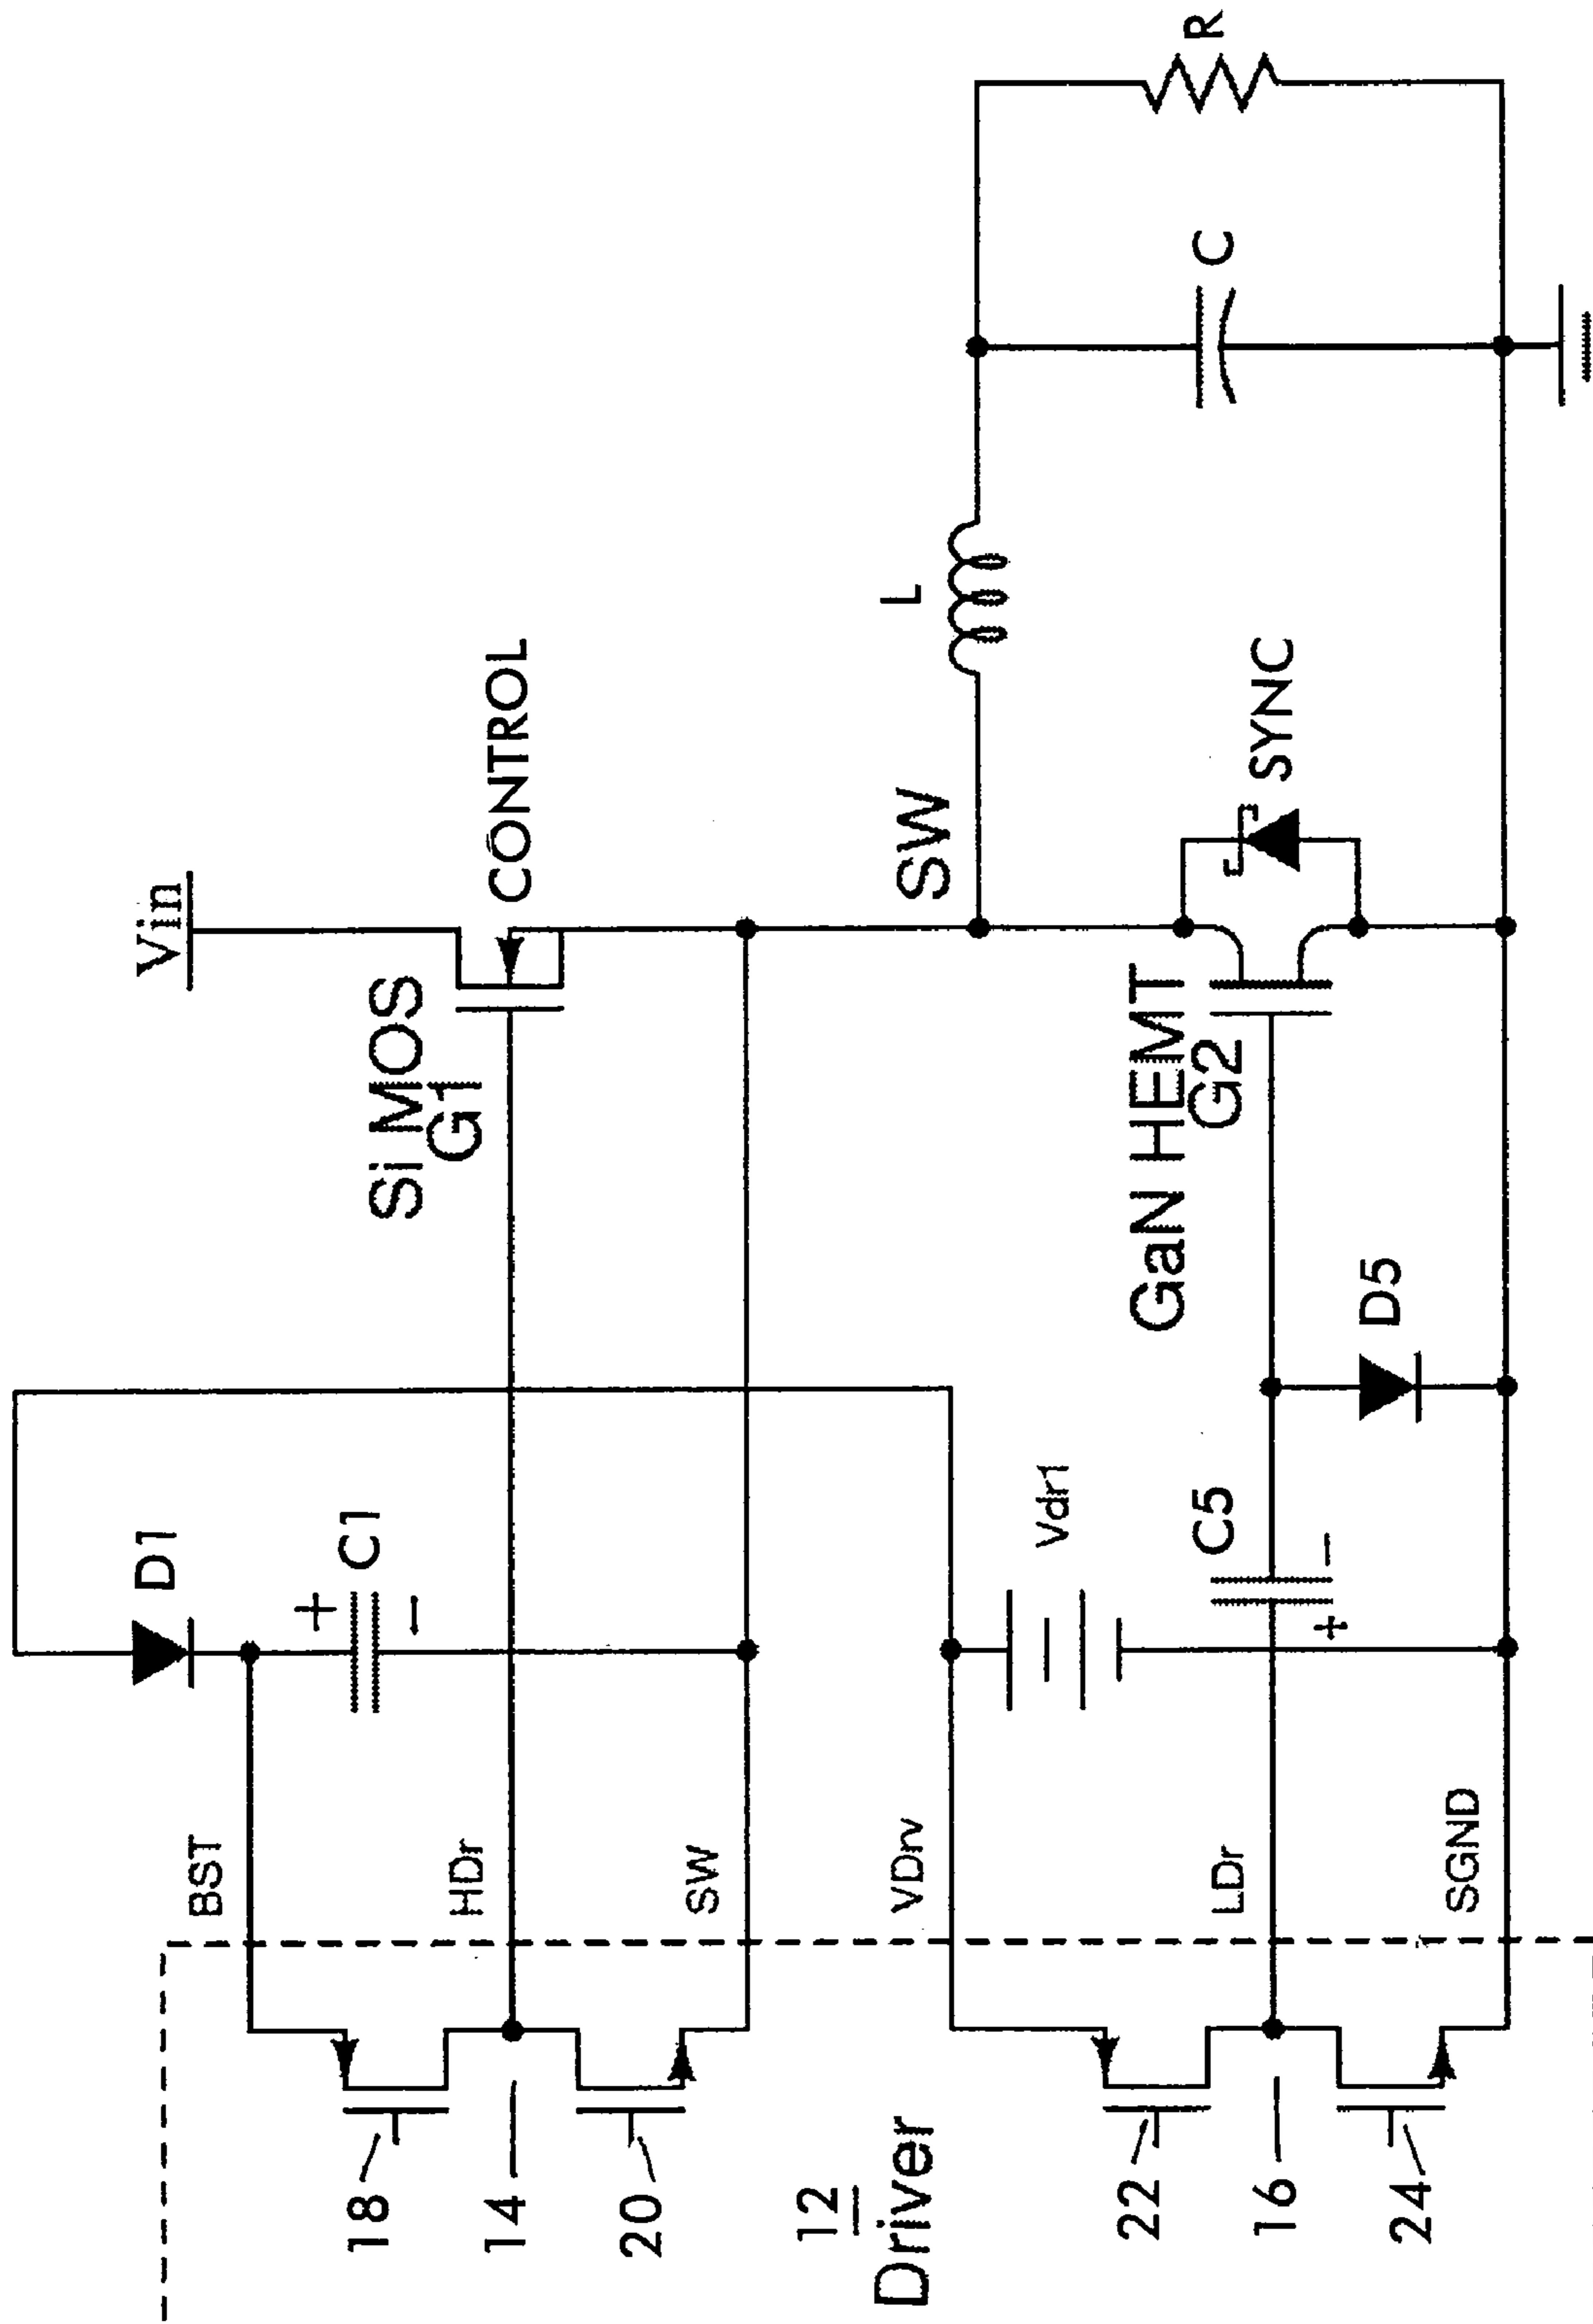 Vin
D1
C1
+
−
BST
18
HDr
14
Si MOS
G1
CONTROL
20
SW
12
Driver
SW
L
R
C
VDrv
Vdr1
22
LDr
16
C5
+
−
GaN HEMT
G2
SYNC
D5
24
SGND